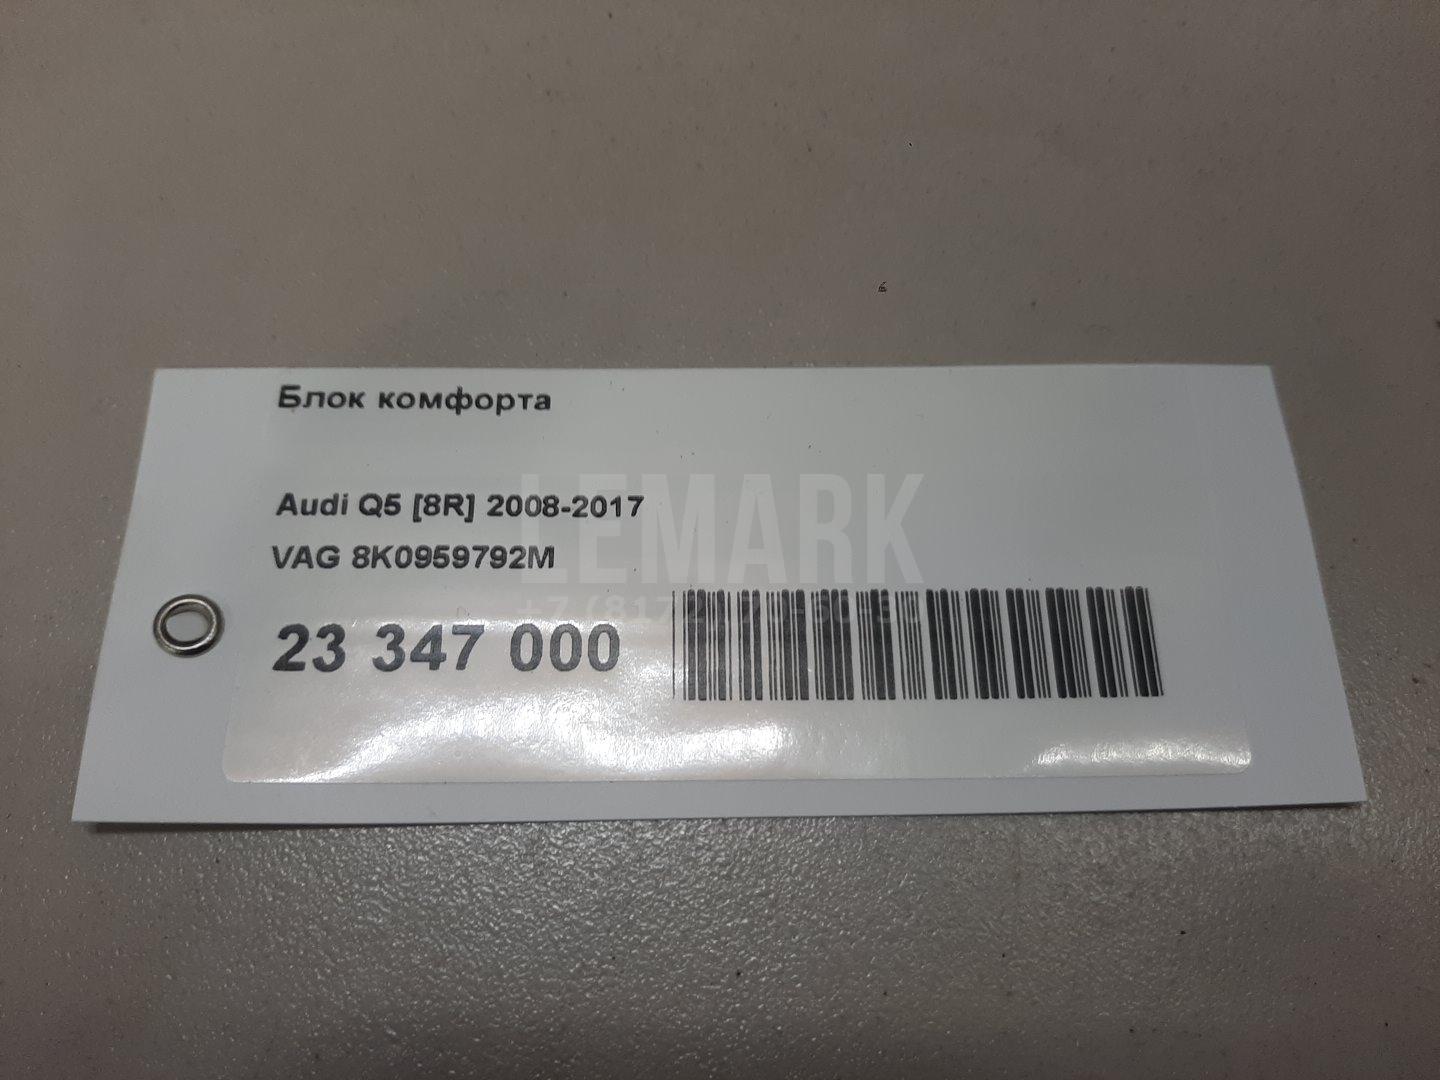 Блок комфорта
Audi Q5 [8R] 2008-2017
VAG 8K0959792M
LEMARK
23 347 000